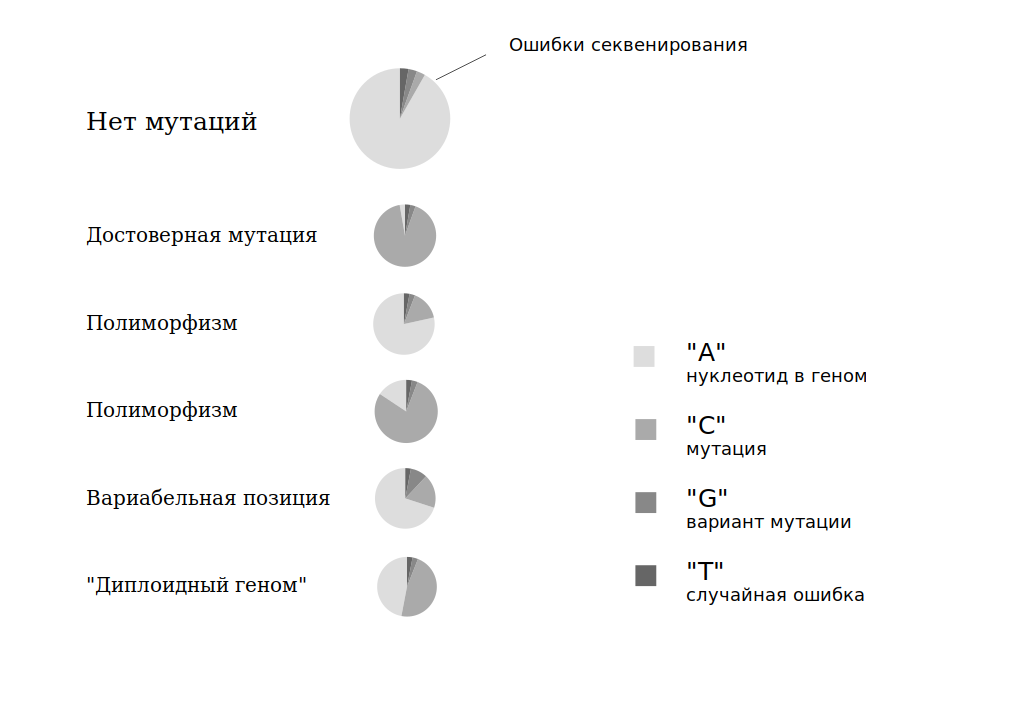 Ошибки секвенирования
Нет мутаций
Достоверная мутация
Полиморфизм
Полиморфизм
Вариабельная позиция
"Диплоидный геном"
"A"
нуклеотид в геном
"C"
мутация
"G"
вариант мутации
"T"
случайная ошибка